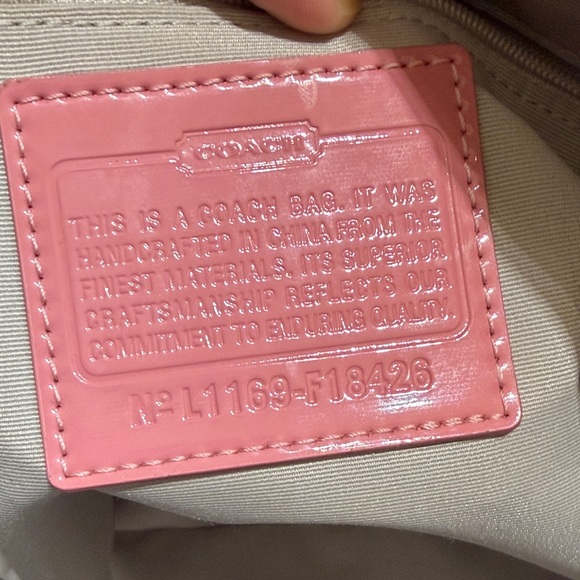 COACH
THIS IS A COACH BAG. IT WAS
HANDCRAFTED IN CHINA FROM THE
FINEST MATERIALS. ITS SUPERIOR
CRAFTSMANSHIP REFLECTS OUR
COMMITMENT TO ENDURING QUALITY.
Nº L1169-F18426